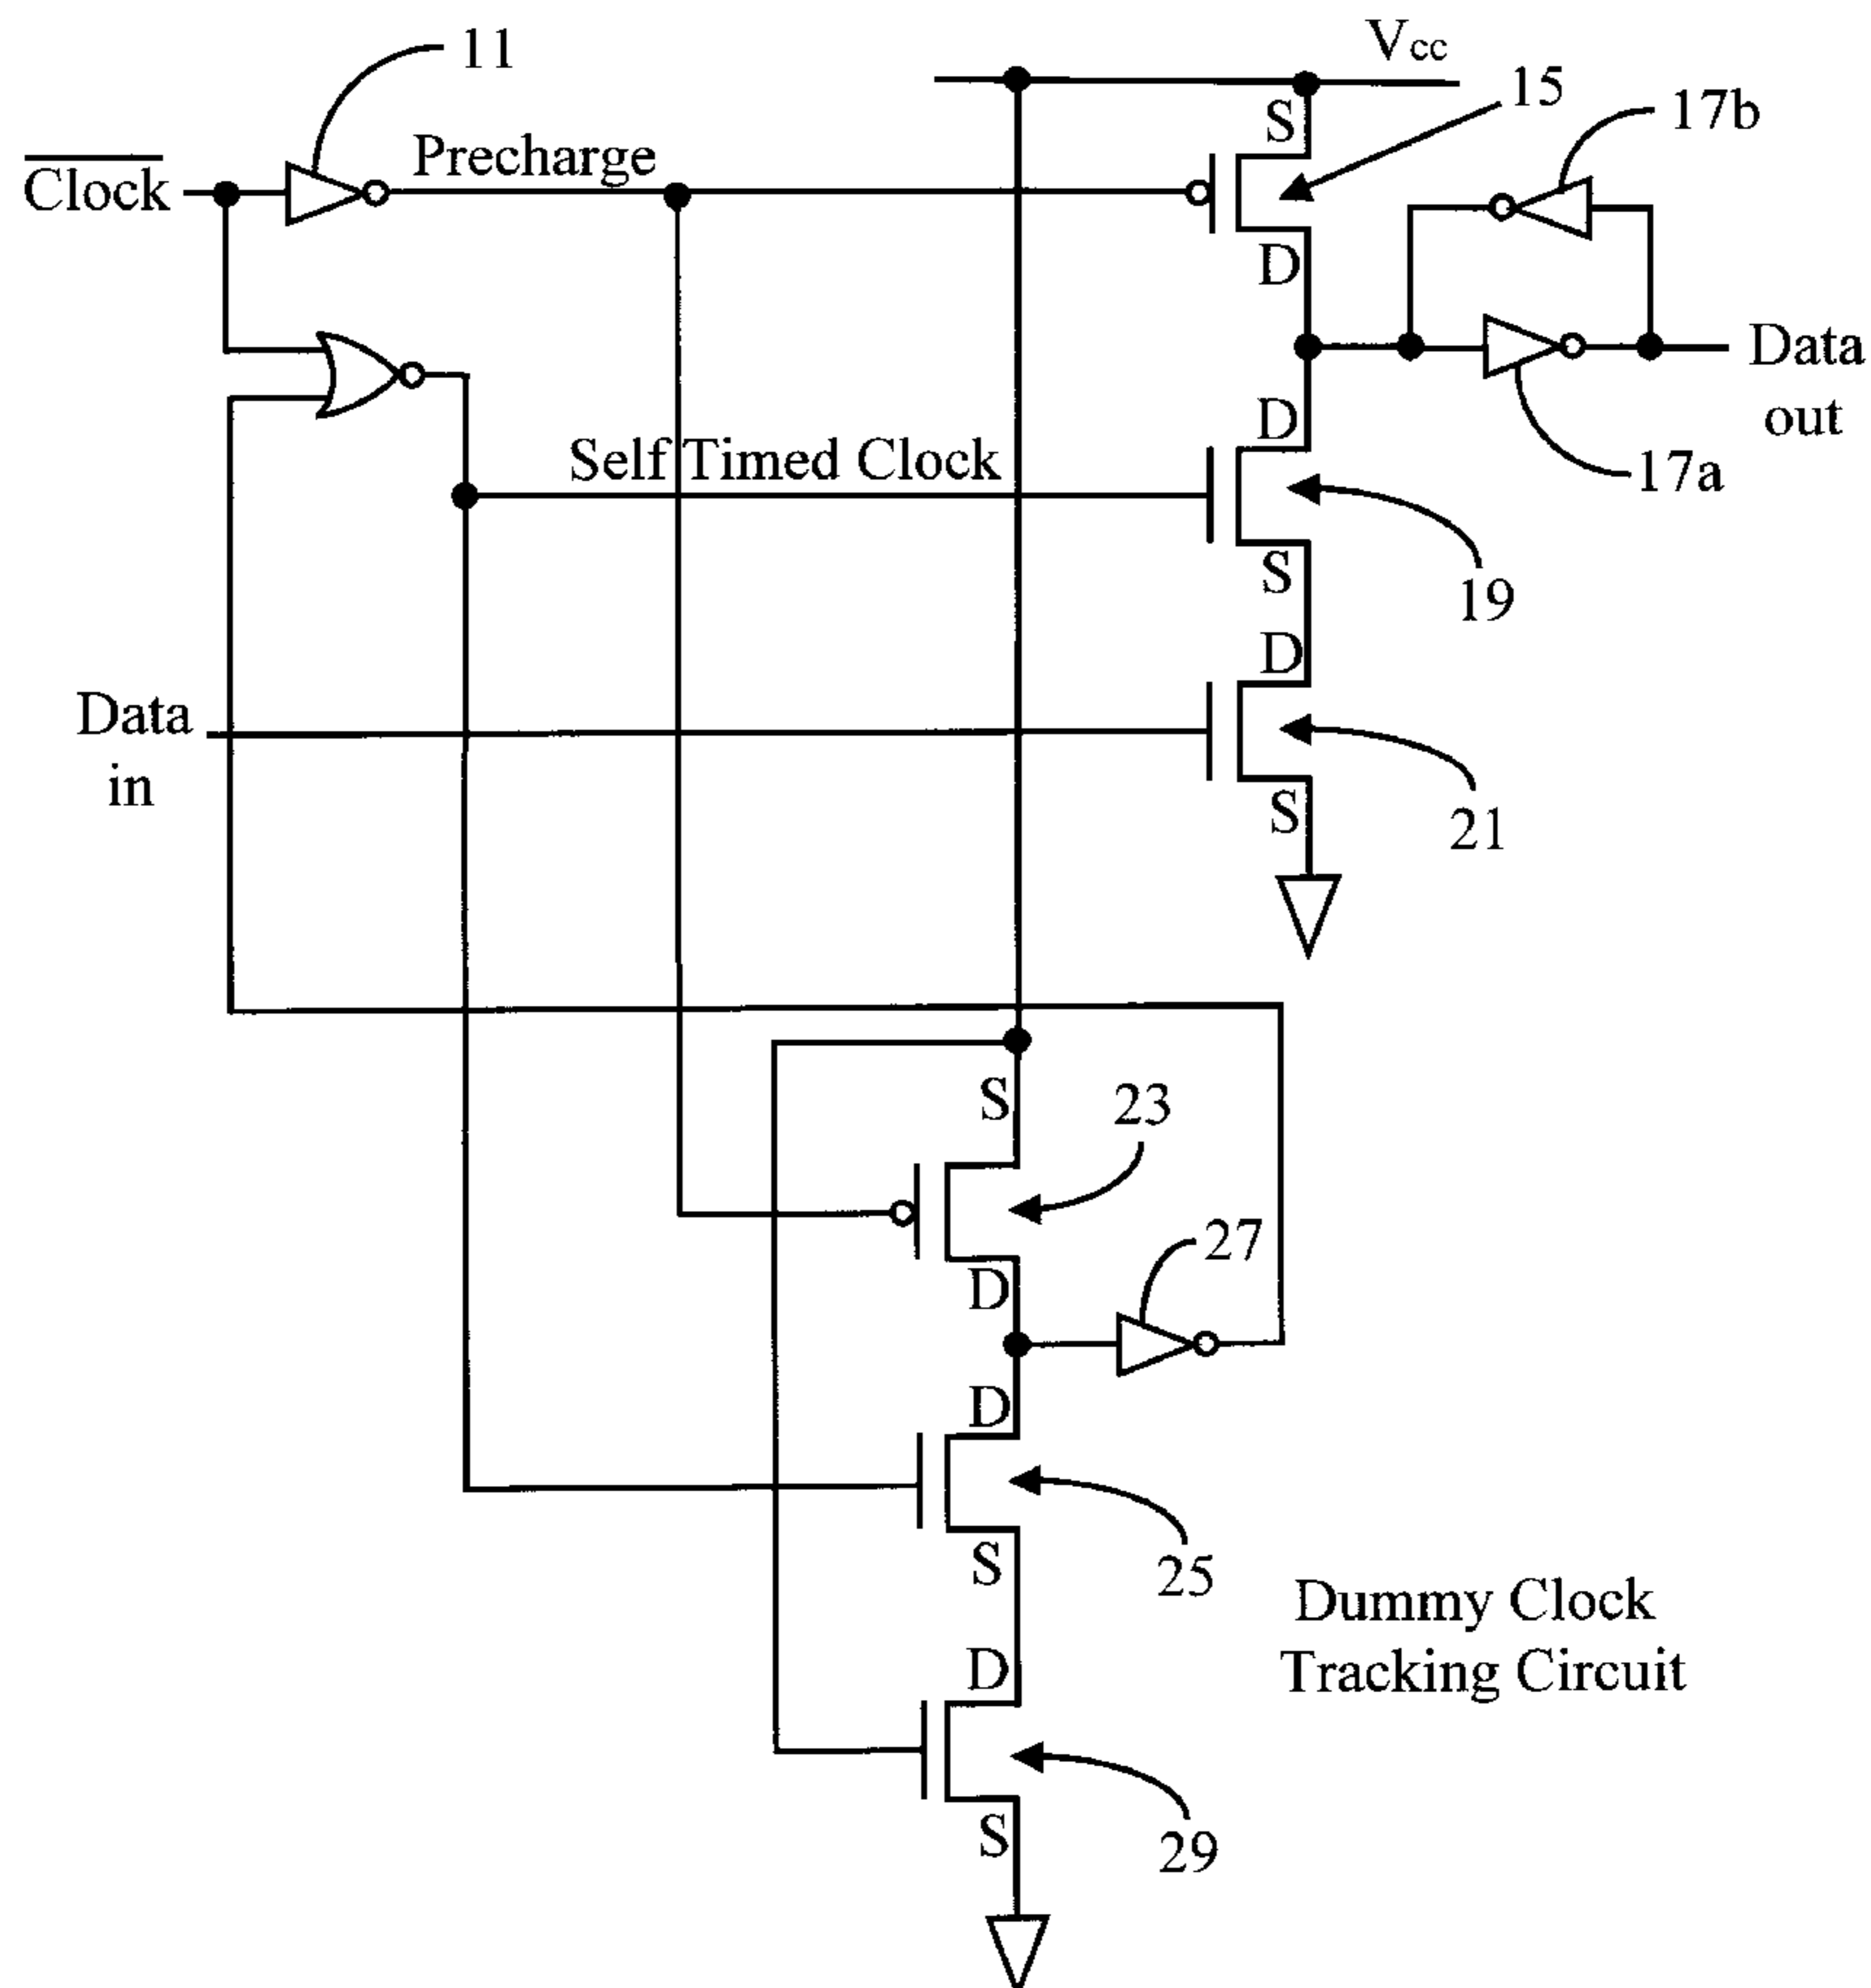 11
Vcc
15
17b
Clock
Precharge
S
D
Data
out
D
17a
Self Timed Clock
S
19
D
Data
in
S
21
S
23
D
27
D
S
25
Dummy Clock
Tracking Circuit
D
S
29